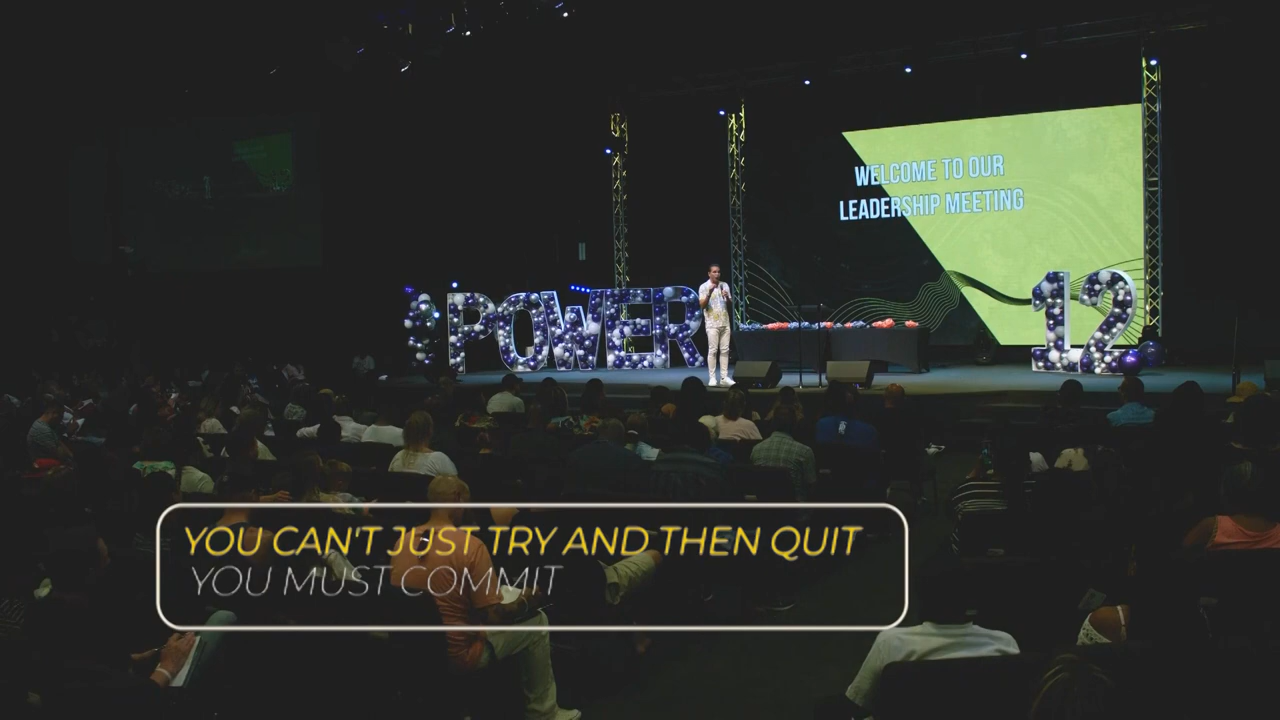 WELCOME TO OUR
LEADERSHIP MEETING
POWER
12
YOU CAN'T JUST TRY AND THEN QUIT
YOU MUST COMMIT